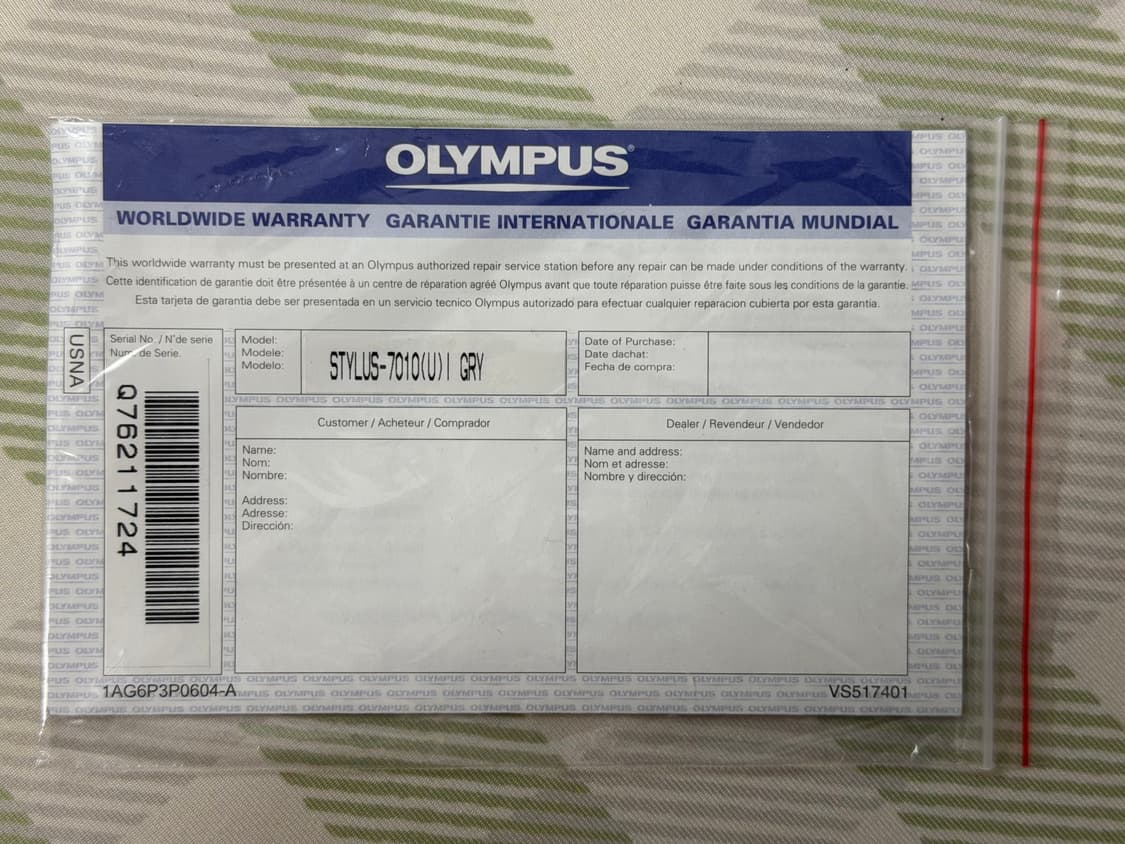 OLYMPUS®
WORLDWIDE WARRANTY GARANTIE INTERNATIONALE GARANTIA MUNDIAL
This worldwide warranty must be presented at an Olympus authorized repair service station before any repair can be made under conditions of the warranty.
Cette identification de garantie doit être présentée à un centre de réparation agréé Olympus avant que toute réparation puisse être faite sous les conditions de la garantie.
Esta tarjeta de garantia debe ser presentada en un servicio tecnico Olympus autorizado para efectuar cualquier reparacion cubierta por esta garantia.
USNA
Serial No. / N°de serie
Num. de Serie.
Q76211724
Model:
Modele:
Modelo:
STYLUS-7010(U)I GRY
Date of Purchase:
Date dachat:
Fecha de compra:
Customer / Acheteur / Comprador
Name:
Nom:
Nombre:
Address:
Adresse:
Dirección:
Dealer / Revendeur / Vendedor
Name and address:
Nom et adresse:
Nombre y dirección:
1AG6P3P0604-A
VS517401